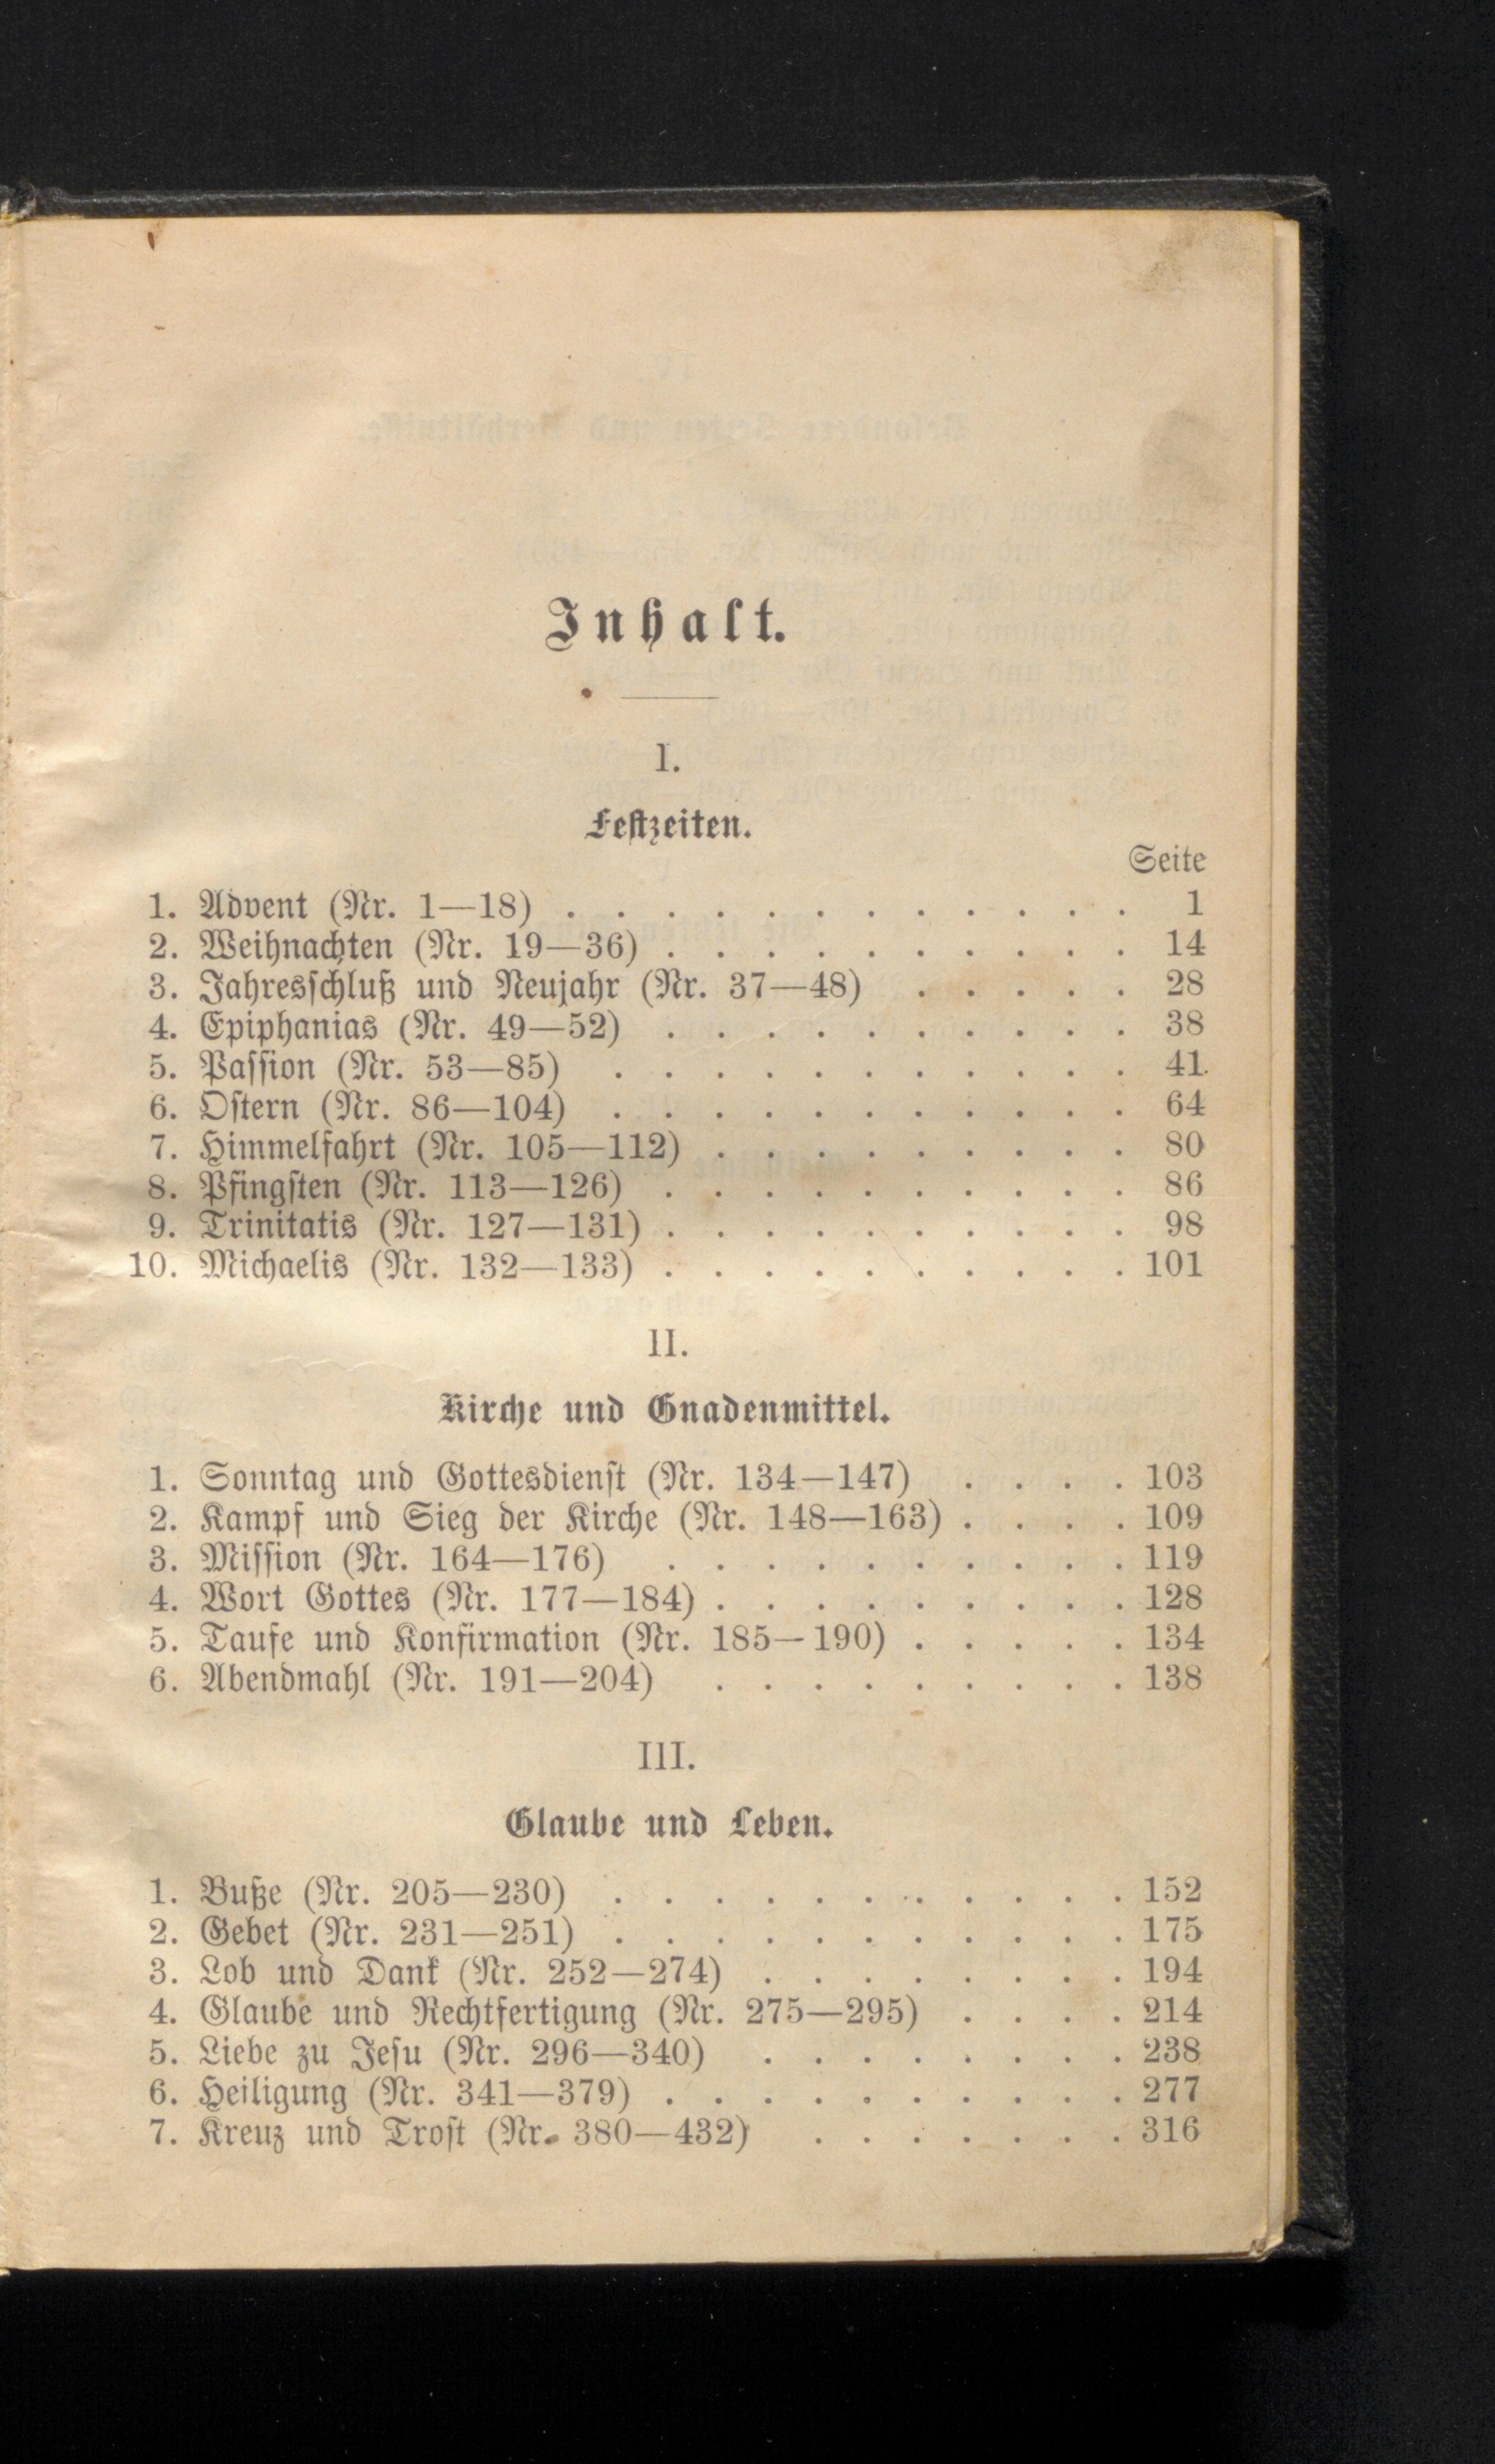 Inhalt.
I.
Festzeiten.
Seite
1. Advent (Nr. 1—18) . . . . . . . . . . . . 1
2. Weihnachten (Nr. 19—36) . . . . . . . . . . 14
3. Jahresschluß und Neujahr (Nr. 37—48) . . . . . 28
4. Epiphanias (Nr. 49—52) . . . . . . . . . . 38
5. Passion (Nr. 53—85) . . . . . . . . . . . 41
6. Ostern (Nr. 86—104) . . . . . . . . . . . 64
7. Himmelfahrt (Nr. 105—112) . . . . . . . . . 80
8. Pfingsten (Nr. 113—126) . . . . . . . . . . 86
9. Trinitatis (Nr. 127—131) . . . . . . . . . . 98
10. Michaelis (Nr. 132—133) . . . . . . . . . . 101
II.
Kirche und Gnadenmittel.
1. Sonntag und Gottesdienst (Nr. 134—147) . . . . 103
2. Kampf und Sieg der Kirche (Nr. 148—163) . . . . 109
3. Mission (Nr. 164—176) . . . . . . . . . . 119
4. Wort Gottes (Nr. 177—184) . . . . . . . . . 128
5. Taufe und Konfirmation (Nr. 185—190) . . . . . 134
6. Abendmahl (Nr. 191—204) . . . . . . . . . 138
III.
Glaube und Leben.
1. Buße (Nr. 205—230) . . . . . . . . . . . 152
2. Gebet (Nr. 231—251) . . . . . . . . . . . 175
3. Lob und Dank (Nr. 252—274) . . . . . . . . 194
4. Glaube und Rechtfertigung (Nr. 275—295) . . . . 214
5. Liebe zu Jesu (Nr. 296—340) . . . . . . . . 238
6. Heiligung (Nr. 341—379) . . . . . . . . . . 277
7. Kreuz und Trost (Nr. 380—432) . . . . . . . 316